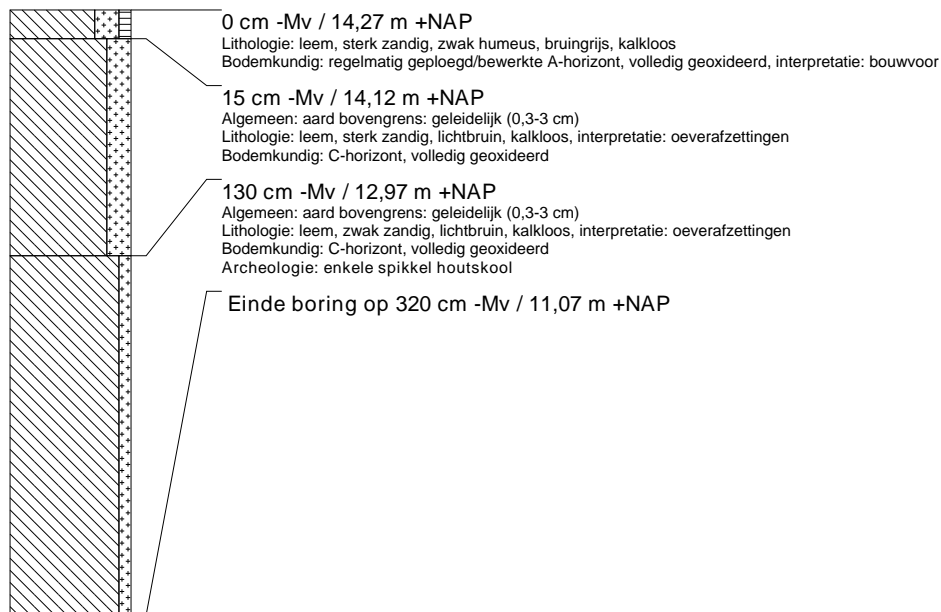 0 cm -Mv / 14,27 m +NAP
Lithologie: leem, sterk zandig, zwak humeus, bruingrijs, kalkloos
Bodemkundig: regelmatig geploegd/bewerkte A-horizont, volledig geoxideerd, interpretatie: bouwvoor
15 cm -Mv / 14,12 m +NAP
Algemeen: aard bovengrens: geleidelijk (0,3-3 cm)
Lithologie: leem, sterk zandig, lichtbruin, kalkloos, interpretatie: oeverafzettingen
Bodemkundig: C-horizont, volledig geoxideerd
130 cm -Mv / 12,97 m +NAP
Algemeen: aard bovengrens: geleidelijk (0,3-3 cm)
Lithologie: leem, zwak zandig, lichtbruin, kalkloos, interpretatie: oeverafzettingen
Bodemkundig: C-horizont, volledig geoxideerd
Archeologie: enkele spikkel houtskool
Einde boring op 320 cm -Mv / 11,07 m +NAP